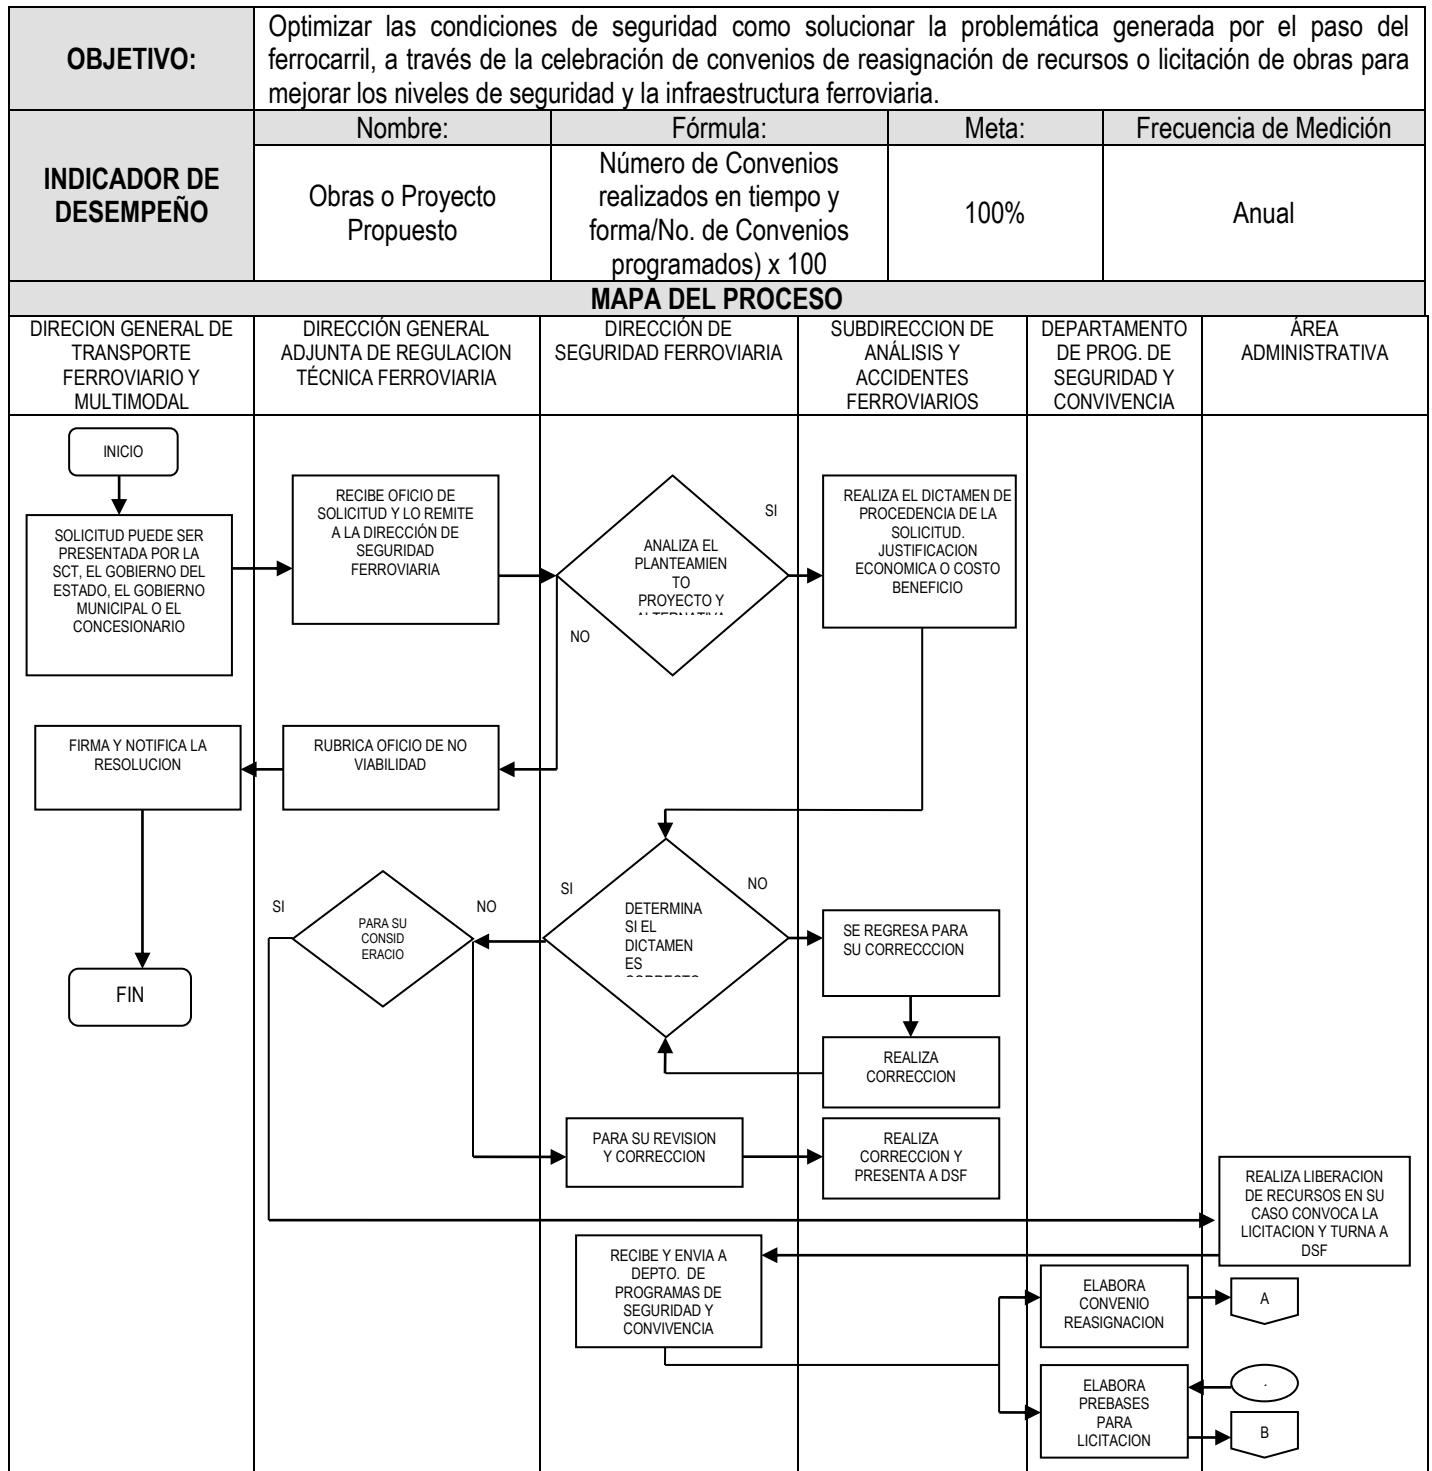 OBJETIVO:
Optimizar las condiciones de seguridad como solucionar la problemática generada por el paso del
ferrocarril, a través de la celebración de convenios de reasignación de recursos o licitación de obras para
mejorar los niveles de seguridad y la infraestructura ferroviaria.
INDICADOR DE
DESEMPEÑO
Nombre:
Fórmula:
Meta:
Frecuencia de Medición
Obras o Proyecto
Propuesto
Número de Convenios
realizados en tiempo y
forma/No. de Convenios
programados) x 100
100%
Anual
MAPA DEL PROCESO
DIRECION GENERAL DE
TRANSPORTE
FERROVIARIO Y
MULTIMODAL
DIRECCIÓN GENERAL
ADJUNTA DE REGULACION
TÉCNICA FERROVIARIA
DIRECCIÓN DE
SEGURIDAD FERROVIARIA
SUBDIRECCION DE
ANÁLISIS Y
ACCIDENTES
FERROVIARIOS
DEPARTAMENTO
DE PROG. DE
SEGURIDAD Y
CONVIVENCIA
ÁREA
ADMINISTRATIVA
INICIO
SOLICITUD PUEDE SER
PRESENTADA POR LA
SCT, EL GOBIERNO DEL
ESTADO, EL GOBIERNO
MUNICIPAL O EL
CONCESIONARIO
RECIBE OFICIO DE
SOLICITUD Y LO REMITE
A LA DIRECCIÓN DE
SEGURIDAD
FERROVIARIA
ANALIZA EL
PLANTEAMIEN
TO
PROYECTO Y
SI
NO
REALIZA EL DICTAMEN DE
PROCEDENCIA DE LA
SOLICITUD.
JUSTIFICACION
ECONOMICA O COSTO
BENEFICIO
FIRMA Y NOTIFICA LA
RESOLUCION
RUBRICA OFICIO DE NO
VIABILIDAD
SI
PARA SU
CONSID
ERACIO
NO
SI
DETERMINA
SI EL
DICTAMEN
ES
NO
SE REGRESA PARA
SU CORRECCCION
FIN
REALIZA
CORRECCION
PARA SU REVISION
Y CORRECCION
REALIZA
CORRECCION Y
PRESENTA A DSF
REALIZA LIBERACION
DE RECURSOS EN SU
CASO CONVOCA LA
LICITACION Y TURNA A
DSF
RECIBE Y ENVIA A
DEPTO. DE
PROGRAMAS DE
SEGURIDAD Y
CONVIVENCIA
ELABORA
CONVENIO
REASIGNACION
A
ELABORA
PREBASES
PARA
LICITACION
.
B